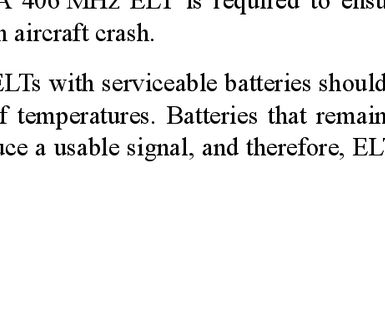 A 406 MHz ELT is required to ensu
n aircraft crash.
ELTs with serviceable batteries should
f temperatures. Batteries that remain
uce a usable signal, and therefore, ELT